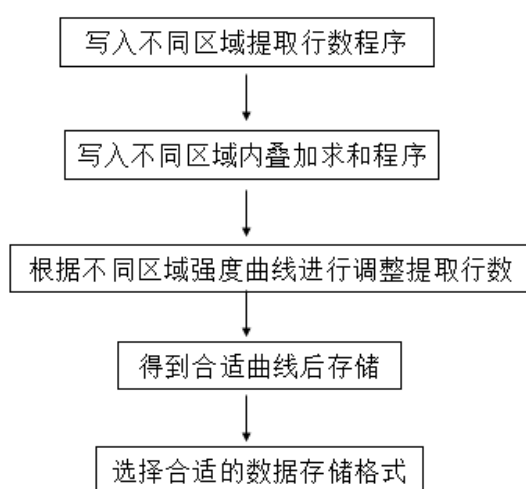 写入不同区域提取行数程序
写入不同区域内叠加求和程序
根据不同区域强度曲线进行调整提取行数
得到合适曲线后存储
选择合适的数据存储格式